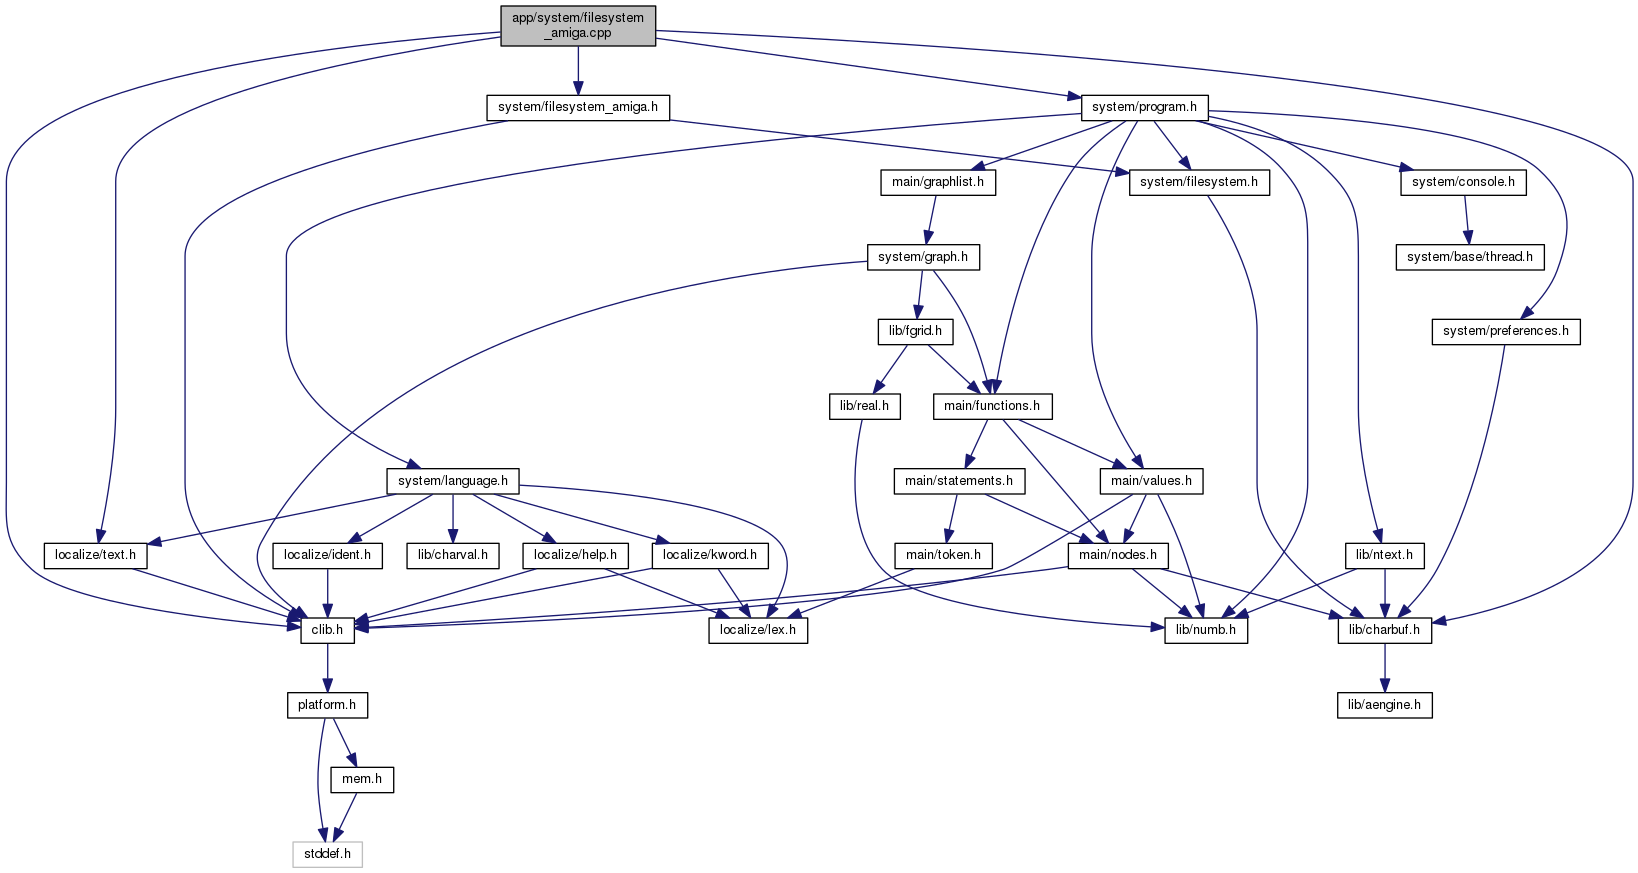 app/system/filesystem
_amiga.cpp
system/filesystem_amiga.h
system/program.h
main/graphlist.h
system/filesystem.h
system/console.h
system/graph.h
system/base/thread.h
lib/fgrid.h
system/preferences.h
lib/real.h
main/functions.h
system/language.h
main/statements.h
main/values.h
localize/text.h
localize/ident.h
lib/charval.h
localize/help.h
localize/kword.h
main/token.h
main/nodes.h
lib/ntext.h
clib.h
localize/lex.h
lib/numb.h
lib/charbuf.h
platform.h
lib/aengine.h
mem.h
stddef.h